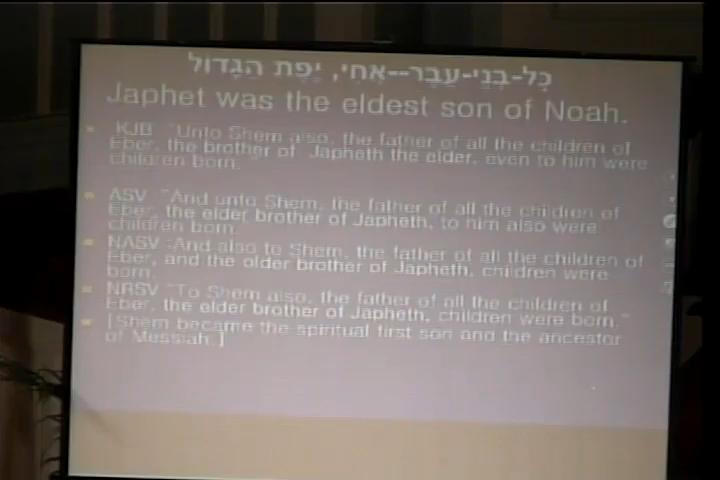 כָּל-בְּנֵי-עֵבֶר--אֲחִי, יֶפֶת הַגָּדוֹל
Japhet was the eldest son of Noah.
KJB "Unto Shem also, the father of all the children of
Eber, the brother of Japheth the elder, even to him were
children born."
ASV "And unto Shem, the father of all the children of
Eber, the elder brother of Japheth, to him also were
children born.
NASV -And also to Shem, the father of all the children of
Eber, and the older brother of Japheth, children were
born.
NRSV "To Shem also, the father of all the children of
Eber, the elder brother of Japheth, children were born."
[Shem became the spiritual first son and the ancestor
of Messiah.]